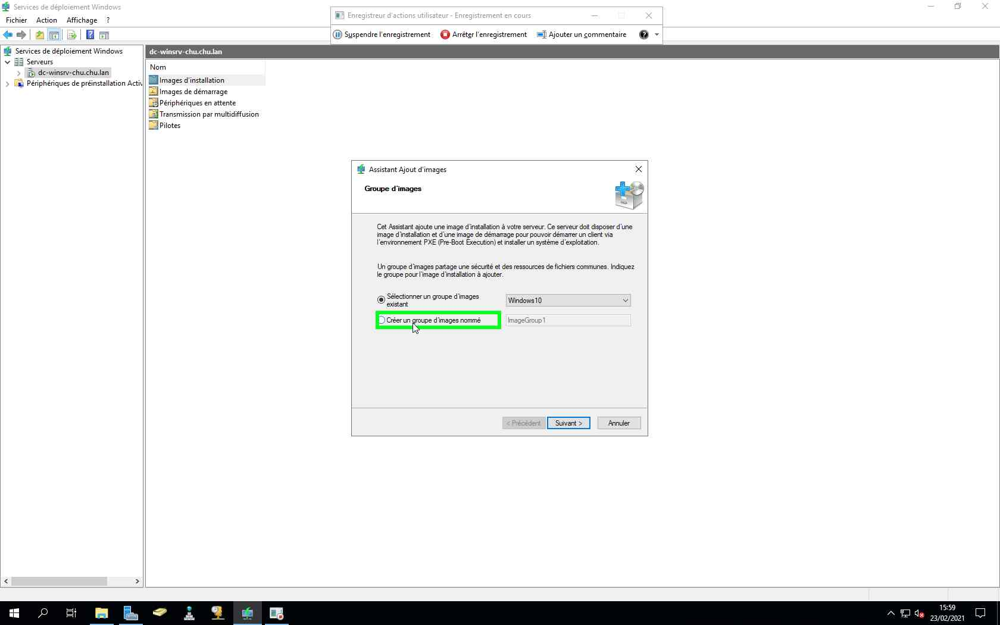 Services de déploiement Windows
Fichier Action Affichage ?
Enregistreur d'actions utilisateur - Enregistrement en cours
Suspendre l'enregistrement Arrêter l'enregistrement Ajouter un commentaire ?
Services de déploiement Windows
Serveurs
dc-winsrv-chu.chu.lan
Périphériques de préinstallation Activ
dc-winsrv-chu.chu.lan
Nom
Images d'installation
Images de démarrage
Périphériques en attente
Transmission par multidiffusion
Pilotes
Assistant Ajout d'images
Groupe d'images
Cet Assistant ajoute une image d'installation à votre serveur. Ce serveur doit disposer d'une
image d'installation et d'une image de démarrage pour pouvoir démarrer un client via
l'environnement PXE (Pre-Boot Execution) et installer un système d'exploitation.
Un groupe d'images partage une sécurité et des ressources de fichiers communes. Indiquez
le groupe pour l'image d'installation à ajouter.
Sélectionner un groupe d'images
existant
Windows10
Créer un groupe d'images nommé
ImageGroup1
< Précédent Suivant > Annuler
15:59
23/02/2021